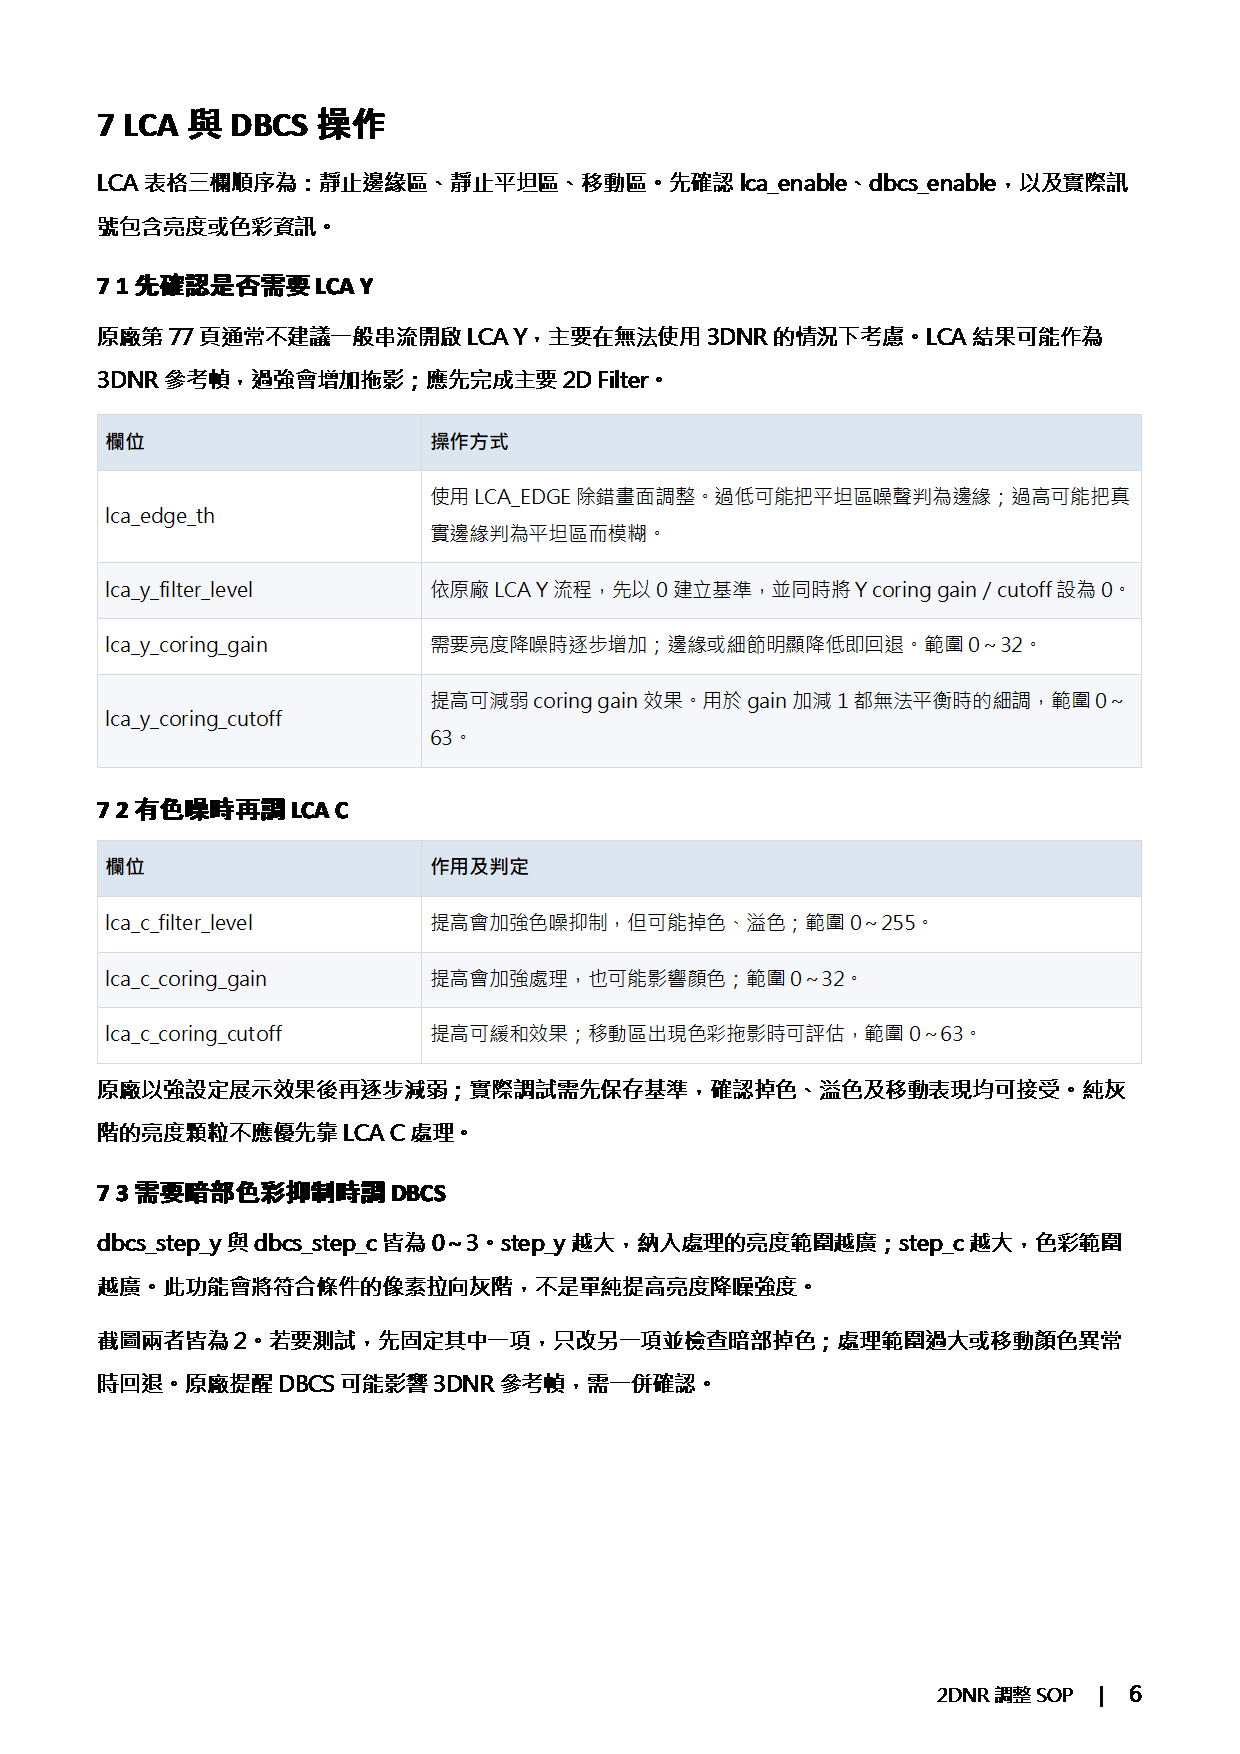 7 LCA 與 DBCS 操作
LCA 表格三欄順序為：靜止邊緣區、靜止平坦區、移動區。先確認 lca_enable、dbcs_enable，以及實際訊
號包含亮度或色彩資訊。
7 1 先確認是否需要 LCA Y
原廠第 77 頁通常不建議一般串流開啟 LCA Y，主要在無法使用 3DNR 的情況下考慮。LCA 結果可能作為
3DNR 參考幀，過強會增加拖影；應先完成主要 2D Filter。
欄位 操作方式
lca_edge_th 使用 LCA_EDGE 除錯畫面調整。過低可能把平坦區噪聲判為邊緣；過高可能把真
實邊緣判為平坦區而模糊。
lca_y_filter_level 依原廠 LCA Y 流程，先以 0 建立基準，並同時將 Y coring gain / cutoff 設為 0。
lca_y_coring_gain 需要亮度降噪時逐步增加；邊緣或細節明顯降低即回退。範圍 0～32。
lca_y_coring_cutoff 提高可減弱 coring gain 效果。用於 gain 加減 1 都無法平衡時的細調，範圍 0～
63。
7 2 有色噪時再調 LCA C
欄位 作用及判定
lca_c_filter_level 提高會加強色噪抑制，但可能掉色、溢色；範圍 0～255。
lca_c_coring_gain 提高會加強處理，也可能影響顏色；範圍 0～32。
lca_c_coring_cutoff 提高可緩和效果；移動區出現色彩拖影時可評估，範圍 0～63。
原廠以強設定展示效果後再逐步減弱；實際調試需先保存基準，確認掉色、溢色及移動表現均可接受。純灰
階的亮度顆粒不應優先靠 LCA C 處理。
7 3 需要暗部色彩抑制時調 DBCS
dbcs_step_y 與 dbcs_step_c 皆為 0～3。step_y 越大，納入處理的亮度範圍越廣；step_c 越大，色彩範圍
越廣。此功能會將符合條件的像素拉向灰階，不是單純提高亮度降噪強度。
截圖兩者皆為 2。若要測試，先固定其中一項，只改另一項並檢查暗部掉色；處理範圍過大或移動顏色異常
時回退。原廠提醒 DBCS 可能影響 3DNR 參考幀，需一併確認。
2DNR 調整 SOP | 6